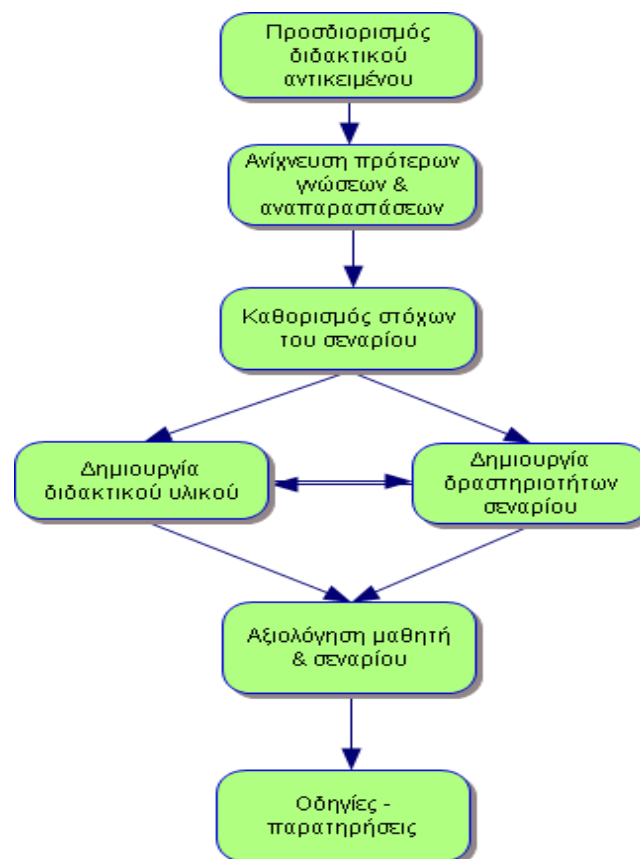 Προσδιορισμός
διδακτικού
αντικειμένου
Ανίχνευση πρότερων
γνώσεων &
αναπαραστάσεων
Καθορισμός στόχων
του σεναρίου
Δημιουργία
διδακτικού υλικού
Δημιουργία
δραστηριοτήτων
σεναρίου
Αξιολόγηση μαθητή
& σεναρίου
Οδηγίες -
παρατηρήσεις